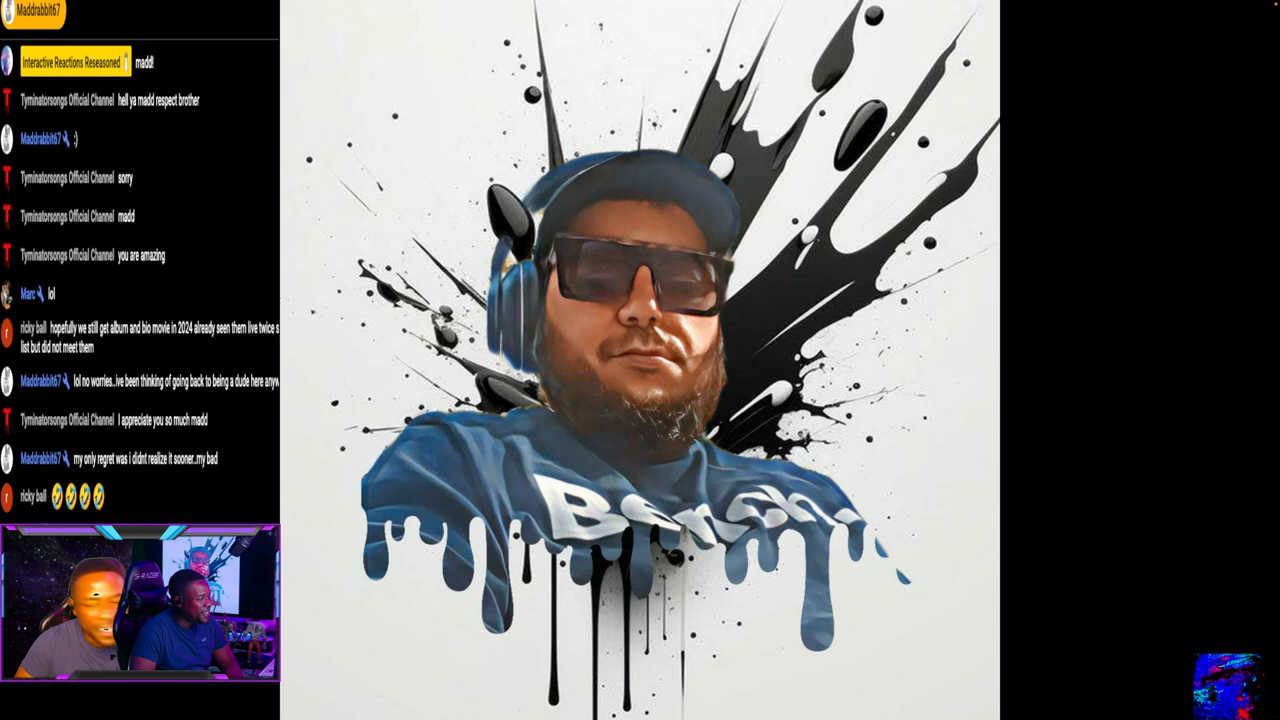 Maddrabbit67
Interactive Reactions Reseasoned madd!
Tyminatorsongs Official Channel hell ya madd respect brother
Maddrabbit67 :)
Tyminatorsongs Official Channel sorry
Tyminatorsongs Official Channel madd
Tyminatorsongs Official Channel you are amazing
Marc lol
ricky ball hopefully we still get album and bio movie in 2024 already seen them live twice s
list but did not meet them
Maddrabbit67 lol no worries..ive been thinking of going back to being a dude here anyw
Tyminatorsongs Official Channel I appreciate you so much madd
Maddrabbit67 my only regret was i didnt realize it sooner..my bad
ricky ball 🤣🤣🤣🤣
Bench.
S-RACER